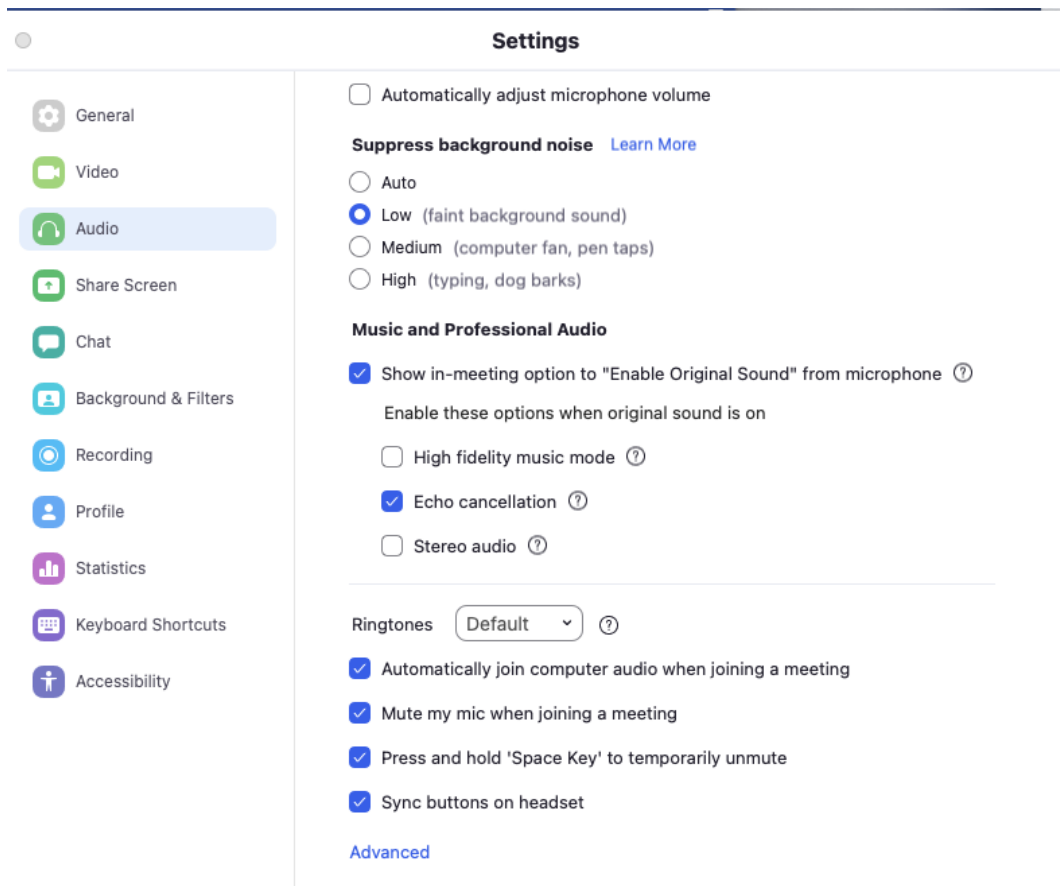 Settings
General
Video
Audio
Share Screen
Chat
Background & Filters
Recording
Profile
Statistics
Keyboard Shortcuts
Accessibility
Automatically adjust microphone volume
Suppress background noise Learn More
Auto
Low (faint background sound)
Medium (computer fan, pen taps)
High (typing, dog barks)
Music and Professional Audio
Show in-meeting option to "Enable Original Sound" from microphone ?
Enable these options when original sound is on
High fidelity music mode ?
Echo cancellation ?
Stereo audio ?
Ringtones Default ?
Automatically join computer audio when joining a meeting
Mute my mic when joining a meeting
Press and hold 'Space Key' to temporarily unmute
Sync buttons on headset
Advanced